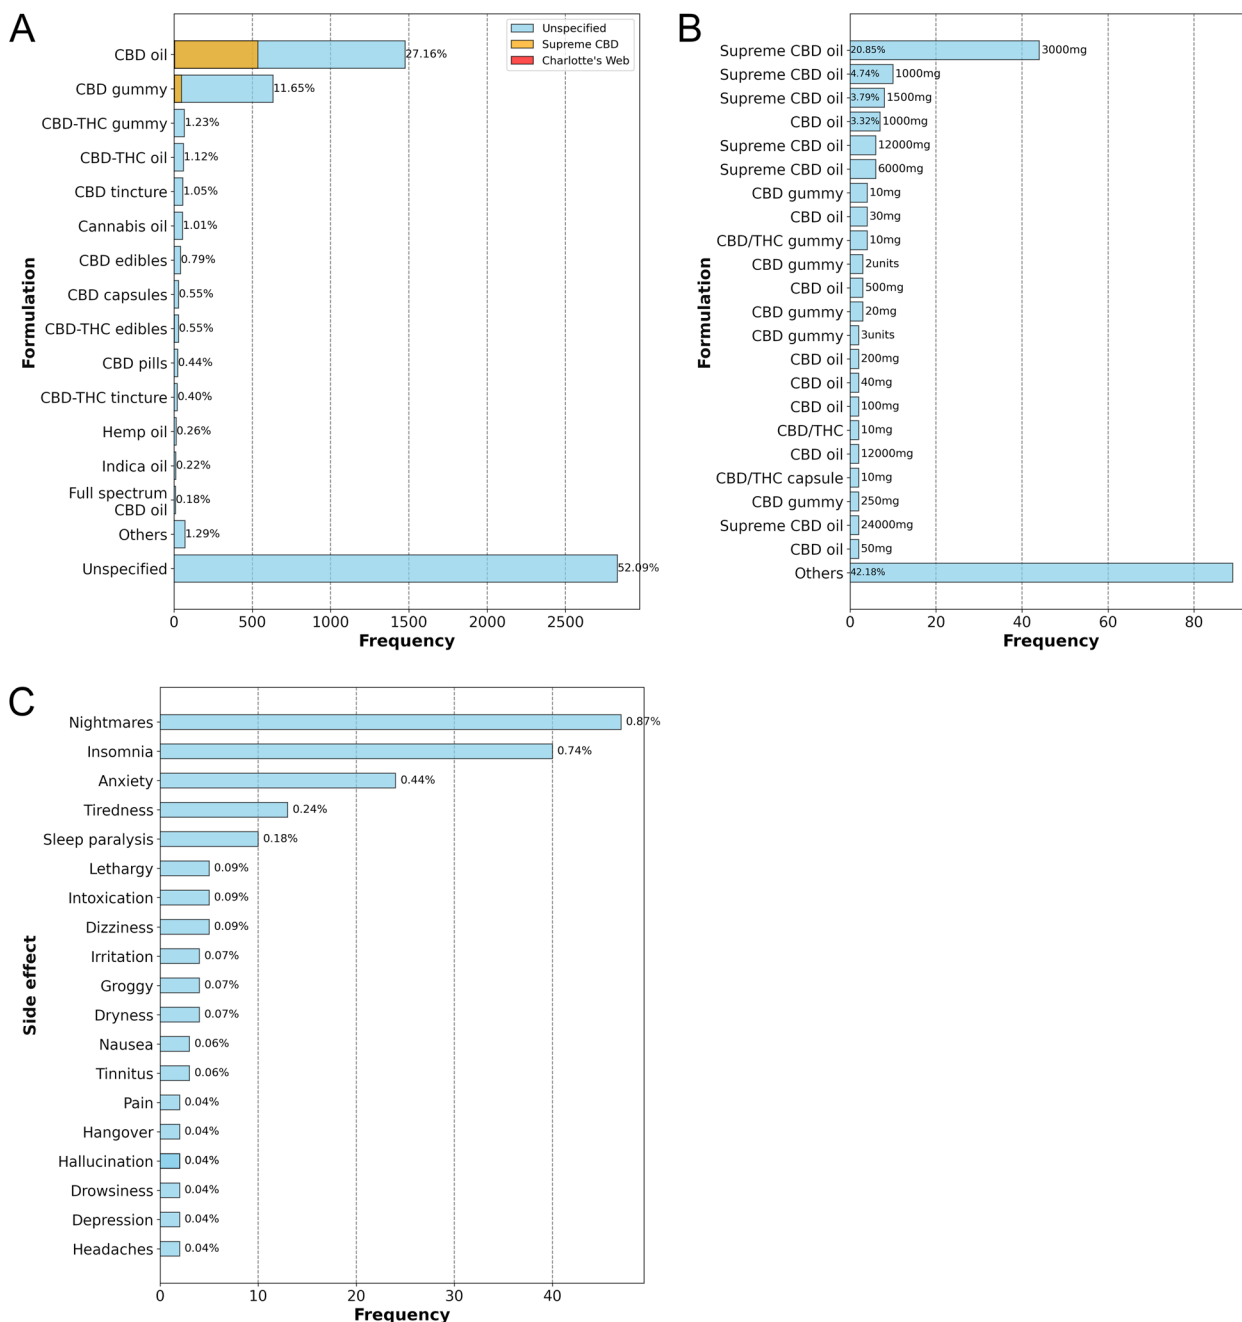 A
Unspecified
Supreme CBD
Charlotte's Web
CBD oil 27.16%
CBD gummy 11.65%
CBD-THC gummy 1.23%
CBD-THC oil 1.12%
CBD tincture 1.05%
Cannabis oil 1.01%
CBD edibles 0.79%
CBD capsules 0.55%
CBD-THC edibles 0.55%
CBD pills 0.44%
CBD-THC tincture 0.40%
Hemp oil 0.26%
Indica oil 0.22%
Full spectrum
CBD oil 0.18%
Others 1.29%
Unspecified 52.09%
Formulation
0 500 1000 1500 2000 2500
Frequency
B
Supreme CBD oil 20.85% 3000mg
Supreme CBD oil 4.74% 1000mg
Supreme CBD oil 3.79% 1500mg
CBD oil 3.32% 1000mg
Supreme CBD oil 12000mg
Supreme CBD oil 6000mg
CBD gummy 10mg
CBD oil 30mg
CBD/THC gummy 10mg
CBD gummy 2units
CBD oil 500mg
CBD gummy 20mg
CBD gummy 3units
CBD oil 200mg
CBD oil 40mg
CBD oil 100mg
CBD/THC 10mg
CBD oil 12000mg
CBD/THC capsule 10mg
CBD gummy 250mg
Supreme CBD oil 24000mg
CBD oil 50mg
Others 42.18%
Formulation
0 20 40 60 80
Frequency
C
Nightmares 0.87%
Insomnia 0.74%
Anxiety 0.44%
Tiredness 0.24%
Sleep paralysis 0.18%
Lethargy 0.09%
Intoxication 0.09%
Dizziness 0.09%
Irritation 0.07%
Groggy 0.07%
Dryness 0.07%
Nausea 0.06%
Tinnitus 0.06%
Pain 0.04%
Hangover 0.04%
Hallucination 0.04%
Drowsiness 0.04%
Depression 0.04%
Headaches 0.04%
Side effect
0 10 20 30 40
Frequency